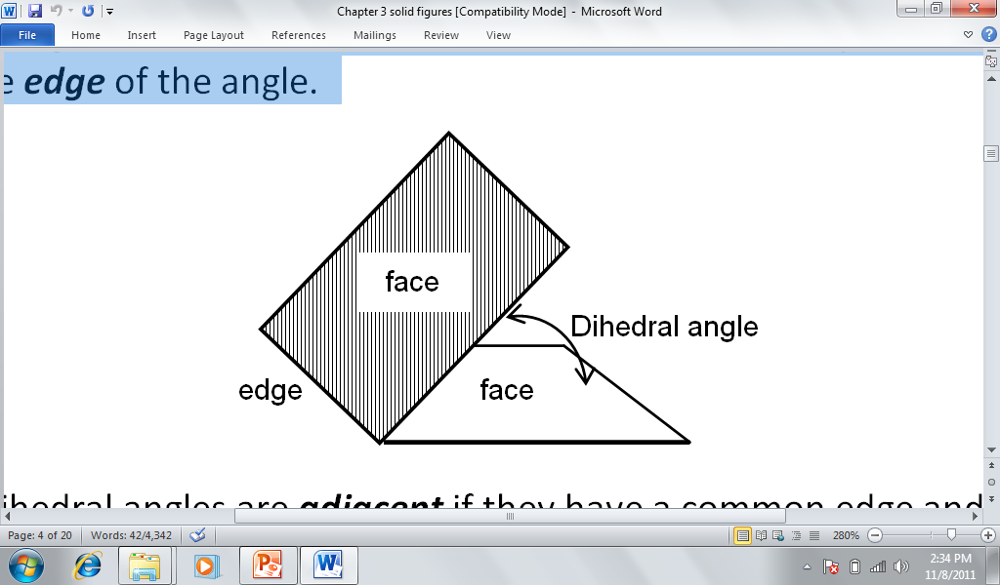 Chapter 3 solid figures [Compatibility Mode] - Microsoft Word
File Home Insert Page Layout References Mailings Review View
e edge of the angle.
face
Dihedral angle
edge
face
ihedral angles are adjacent if they have a common edge and
Page: 4 of 20 Words: 42/4,342 280%
2:34 PM
11/8/2011